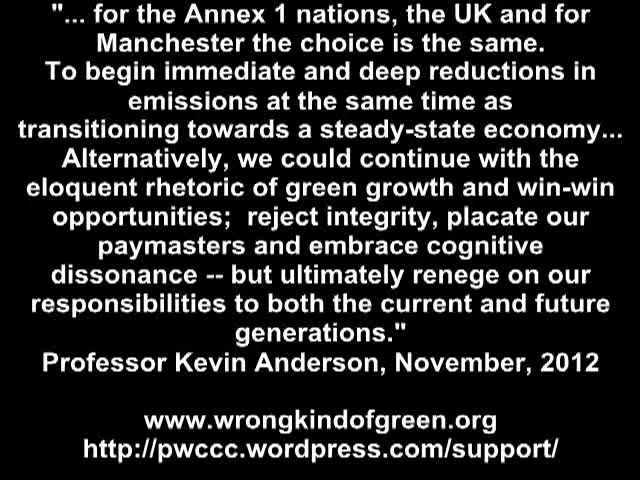 "... for the Annex 1 nations, the UK and for
Manchester the choice is the same.
To begin immediate and deep reductions in
emissions at the same time as
transitioning towards a steady-state economy...
Alternatively, we could continue with the
eloquent rhetoric of green growth and win-win
opportunities;  reject integrity, placate our
paymasters and embrace cognitive
dissonance -- but ultimately renege on our
responsibilities to both the current and future
generations."
Professor Kevin Anderson, November, 2012
www.wrongkindofgreen.org
http://pwccc.wordpress.com/support/